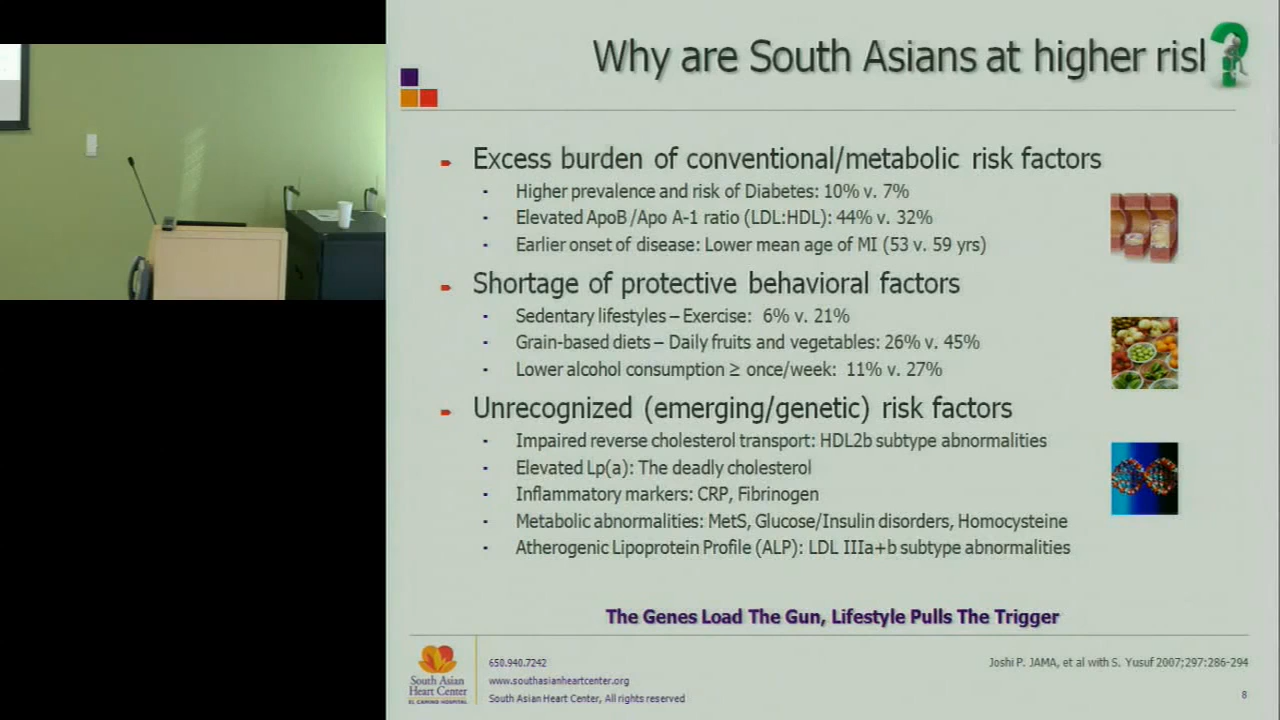 Why are South Asians at higher risl
Excess burden of conventional/metabolic risk factors
Higher prevalence and risk of Diabetes: 10% v. 7%
Elevated ApoB /Apo A-1 ratio (LDL:HDL): 44% v. 32%
Earlier onset of disease: Lower mean age of MI (53 v. 59 yrs)
Shortage of protective behavioral factors
Sedentary lifestyles – Exercise: 6% v. 21%
Grain-based diets – Daily fruits and vegetables: 26% v. 45%
Lower alcohol consumption ≥ once/week: 11% v. 27%
Unrecognized (emerging/genetic) risk factors
Impaired reverse cholesterol transport: HDL2b subtype abnormalities
Elevated Lp(a): The deadly cholesterol
Inflammatory markers: CRP, Fibrinogen
Metabolic abnormalities: MetS, Glucose/Insulin disorders, Homocysteine
Atherogenic Lipoprotein Profile (ALP): LDL IIIa+b subtype abnormalities
The Genes Load The Gun, Lifestyle Pulls The Trigger
South Asian
Heart Center
EL CAMINO HOSPITAL
650.940.7242
www.southasianheartcenter.org
South Asian Heart Center, All rights reserved
Joshi P. JAMA, et al with S. Yusuf 2007;297:286-294
8